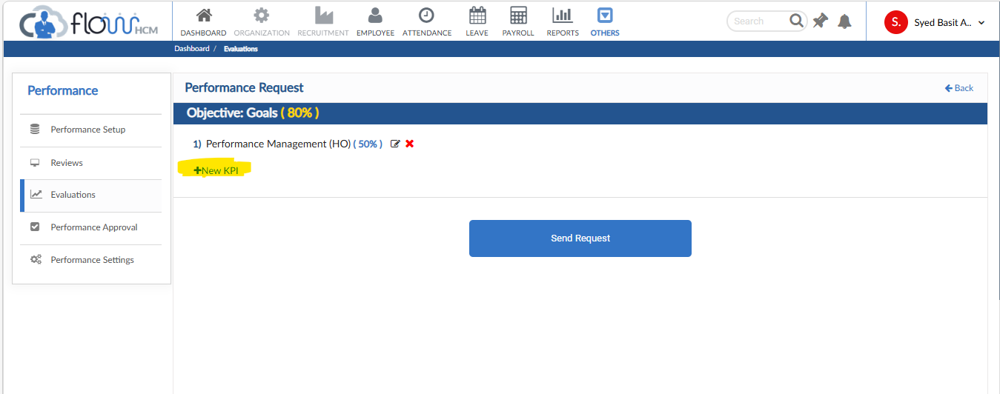 flowHCM
DASHBOARD ORGANIZATION RECRUITMENT EMPLOYEE ATTENDANCE LEAVE PAYROLL REPORTS OTHERS
Search
S. Syed Basit A..
Dashboard / Evaluations
Performance
Performance Setup
Reviews
Evaluations
Performance Approval
Performance Settings
Performance Request
Back
Objective: Goals ( 80% )
1) Performance Management (HO) ( 50% )
+New KPI
Send Request